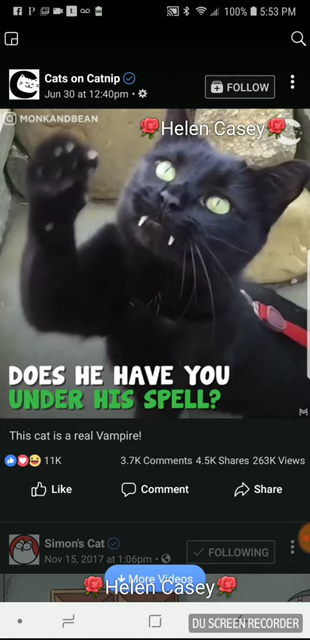 100% 5:53 PM
Cats on Catnip
FOLLOW
Jun 30 at 12:40pm
MONKANDBEAN
Helen Casey
DOES HE HAVE YOU
UNDER HIS SPELL?
This cat is a real Vampire!
11K
3.7K Comments 4.5K Shares 263K Views
Like
Comment
Share
Simon's Cat
FOLLOWING
Nov 15, 2017 at 1:06pm
More Videos
Helen Casey
DU SCREEN RECORDER